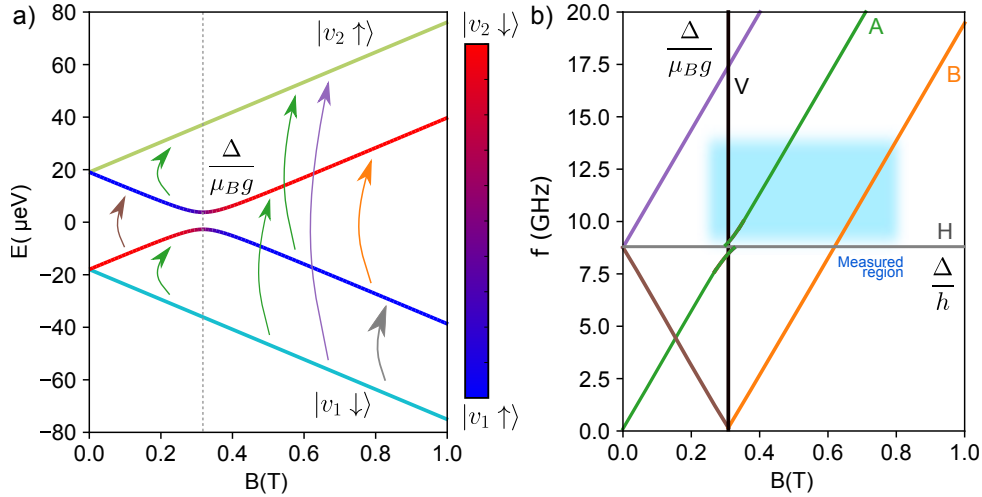 a)
80
60
40
20
0
−20
−40
−60
−80
E( µeV)
0.0 0.2 0.4 0.6 0.8 1.0
B(T)
|v₂ ↑⟩
Δ
μ_B g
|v₁ ↓⟩
|v₂ ↓⟩
|v₁ ↑⟩
b)
20.0
17.5
15.0
12.5
10.0
7.5
5.0
2.5
0.0
f (GHz)
0.0 0.2 0.4 0.6 0.8 1.0
B(T)
Δ
μ_B g
V
A
B
H
Measured
region
Δ
h